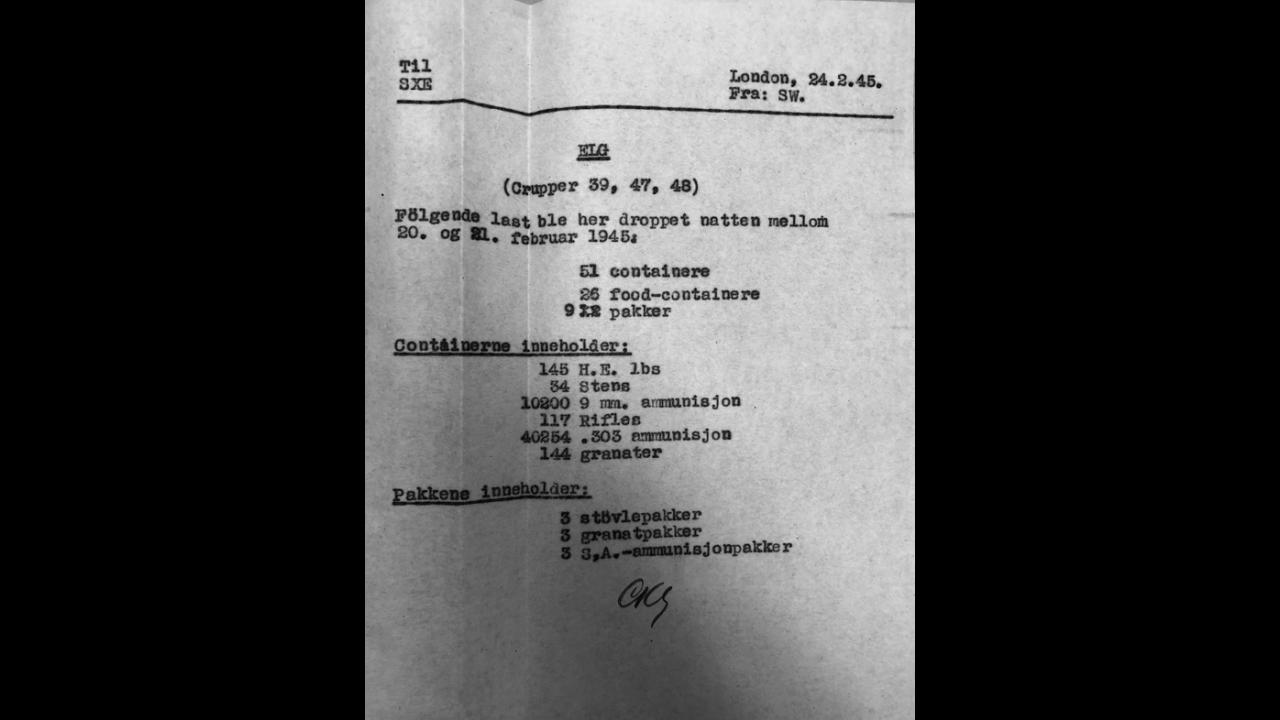 Til
SXE
London, 24.2.45.
Fra: SW.
ELG
(Grupper 39, 47, 48)
Fölgende last ble her droppet natten mellom
20. og 21. februar 1945:
51 containere
26 food-containere
9 pakker
Containerne inneholder:
145 H.E. lbs
34 Stens
10200 9 mm. ammunisjon
117 Rifles
40254 .303 ammunisjon
144 granater
Pakkene inneholder:
3 stövlepakker
3 granatpakker
3 S.A.-ammunisjonpakker